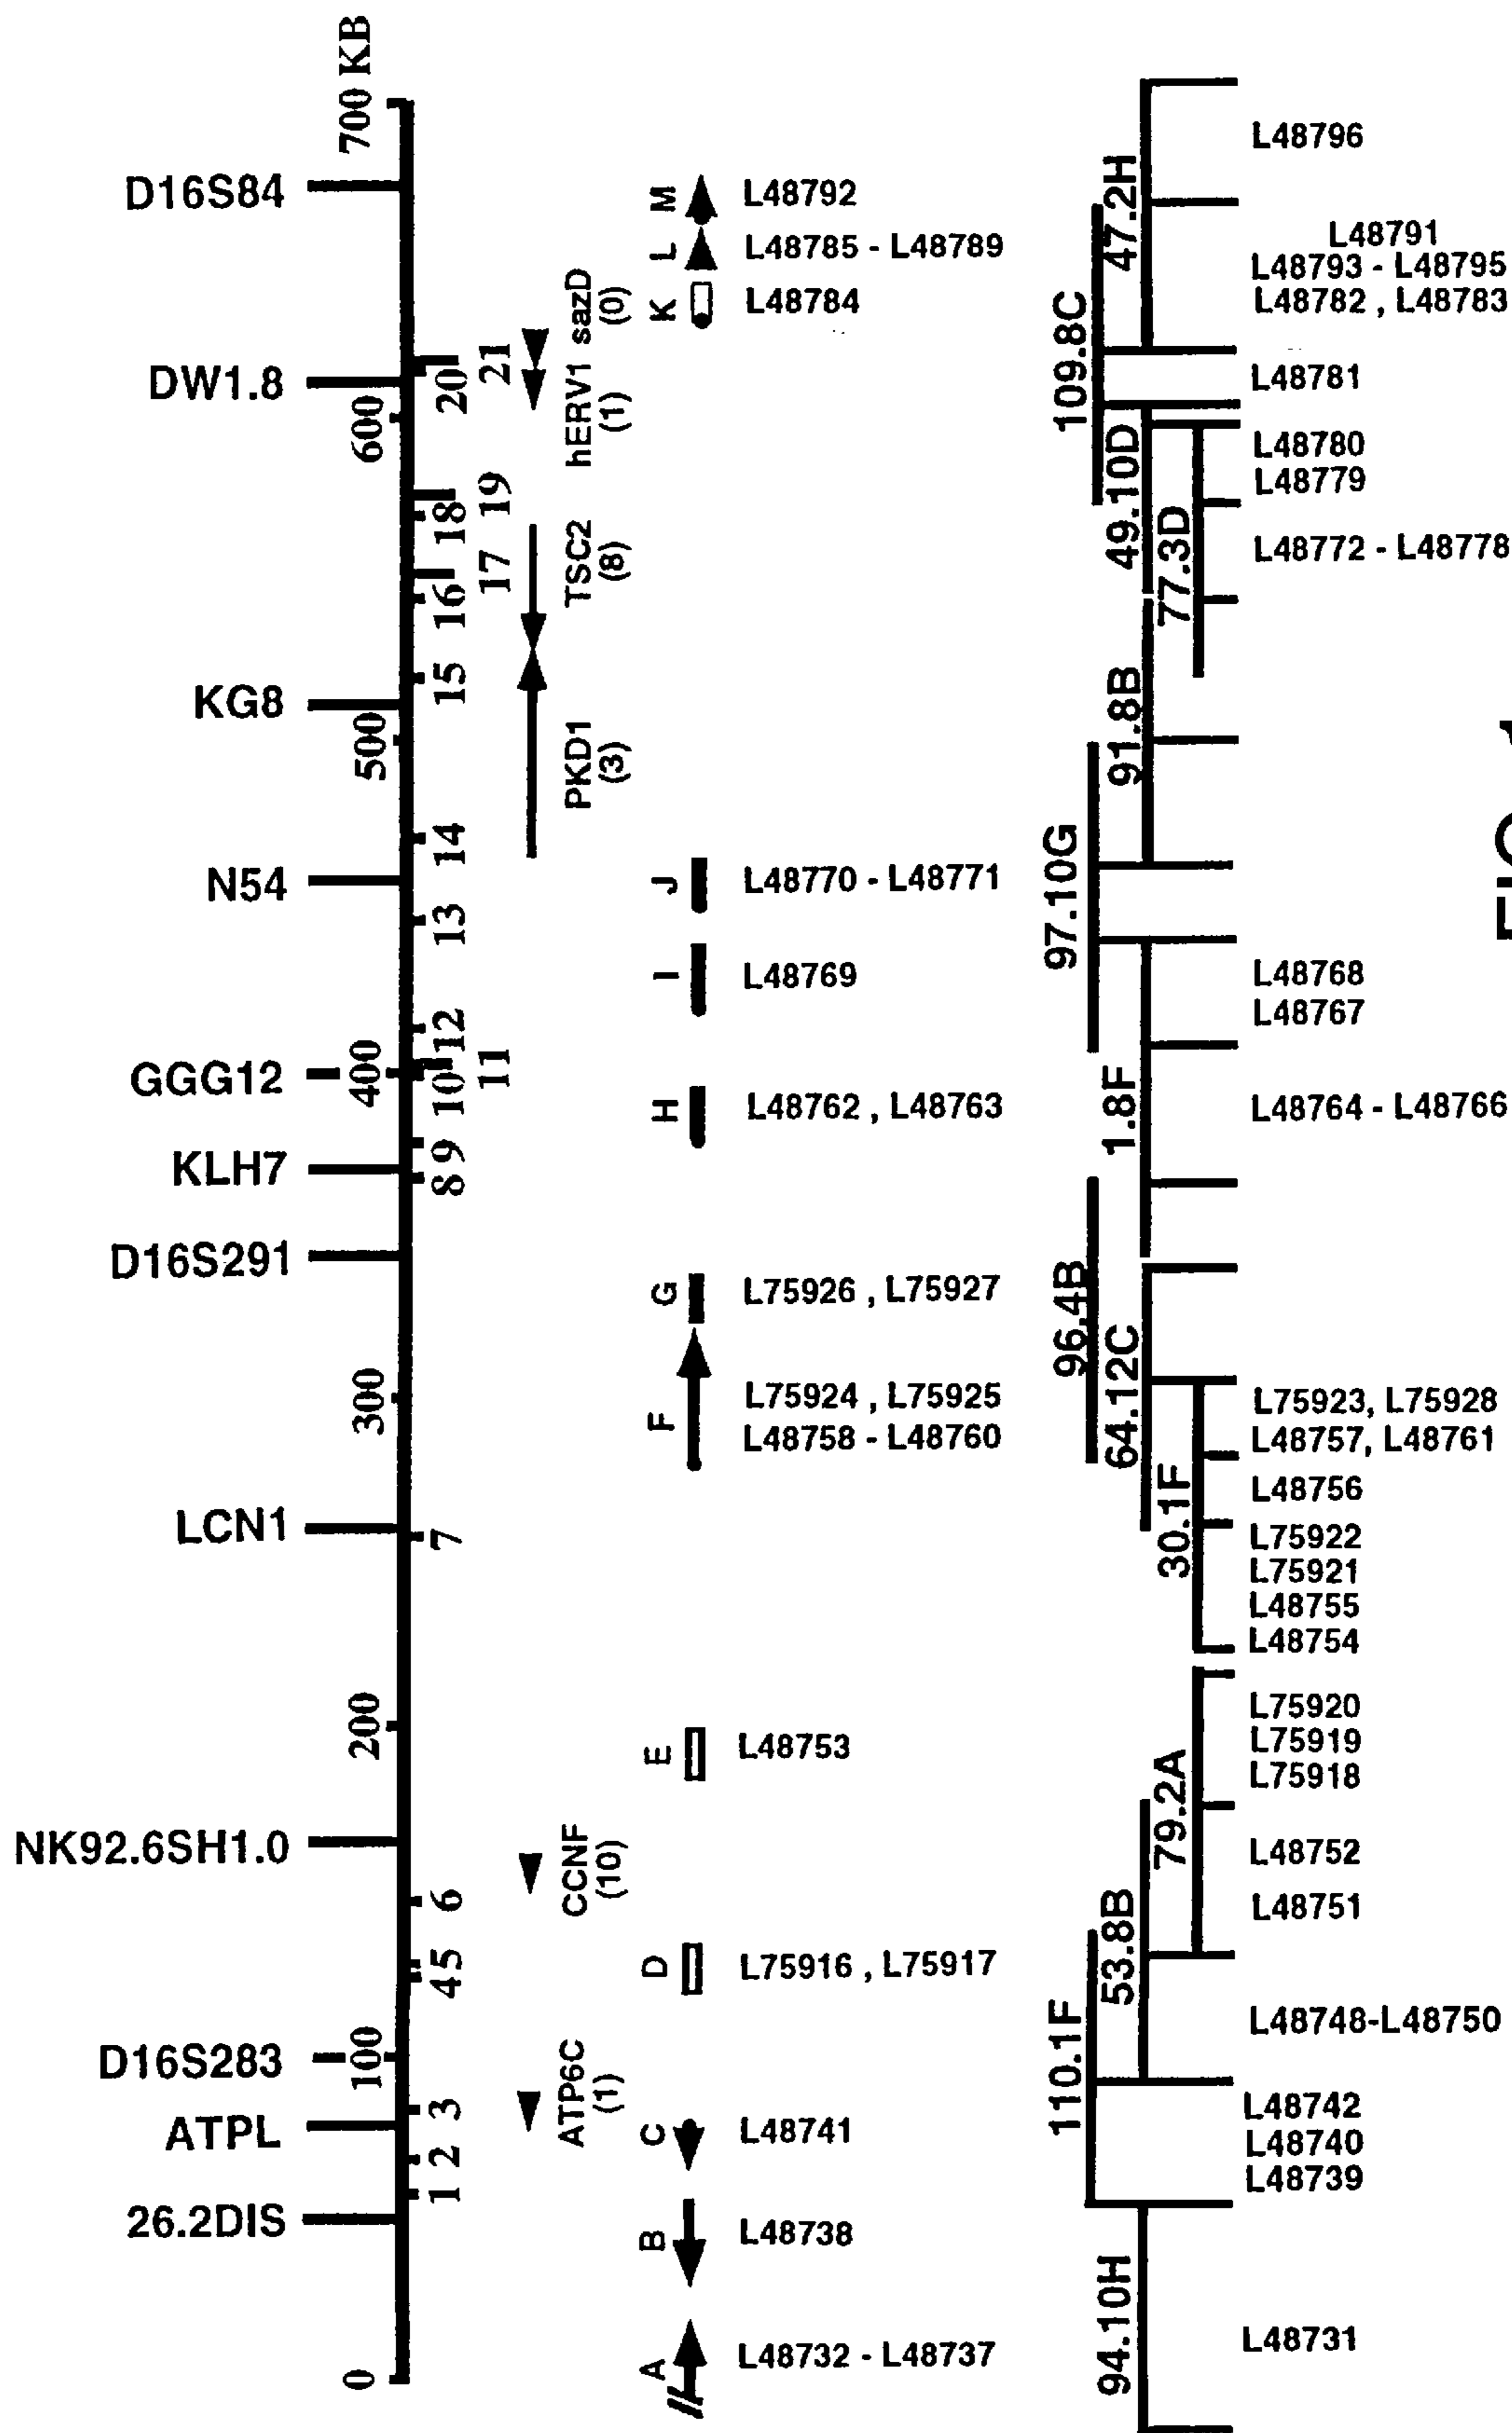 D16S84
DW1.8
KG8
N54
GGG12
KLH7
D16S291
LCN1
NK92.6SH1.0
D16S283
ATPL
26.2DIS
700 KB
600
500
400
300
200
100
0
21
20
19
18
17
16
15
14
13
12
11
10
9
8
7
6
5
4
3
2
1
sazD
(0)
hERV1
(1)
TSC2
(8)
PKD1
(3)
CCNF
(10)
ATP6C
(1)
M L48792
L L48785 - L48789
K L48784
J L48770 - L48771
I L48769
H L48762 , L48763
G L75926 , L75927
F L75924 , L75925
L48758 - L48760
E L48753
D L75916 , L75917
C L48741
B L48738
A L48732 - L48737
47.2H
109.8C
49.10D
77.3D
91.8B
97.10G
1.8F
96.4B
64.12C
30.1F
79.2A
53.8B
110.1F
94.10H
L48796
L48791
L48793 - L48795
L48782 , L48783
L48781
L48780
L48779
L48772 - L48778
L48768
L48767
L48764 - L48766
L75923, L75928
L48757, L48761
L48756
L75922
L75921
L48755
L48754
L75920
L75919
L75918
L48752
L48751
L48748-L48750
L48742
L48740
L48739
L48731